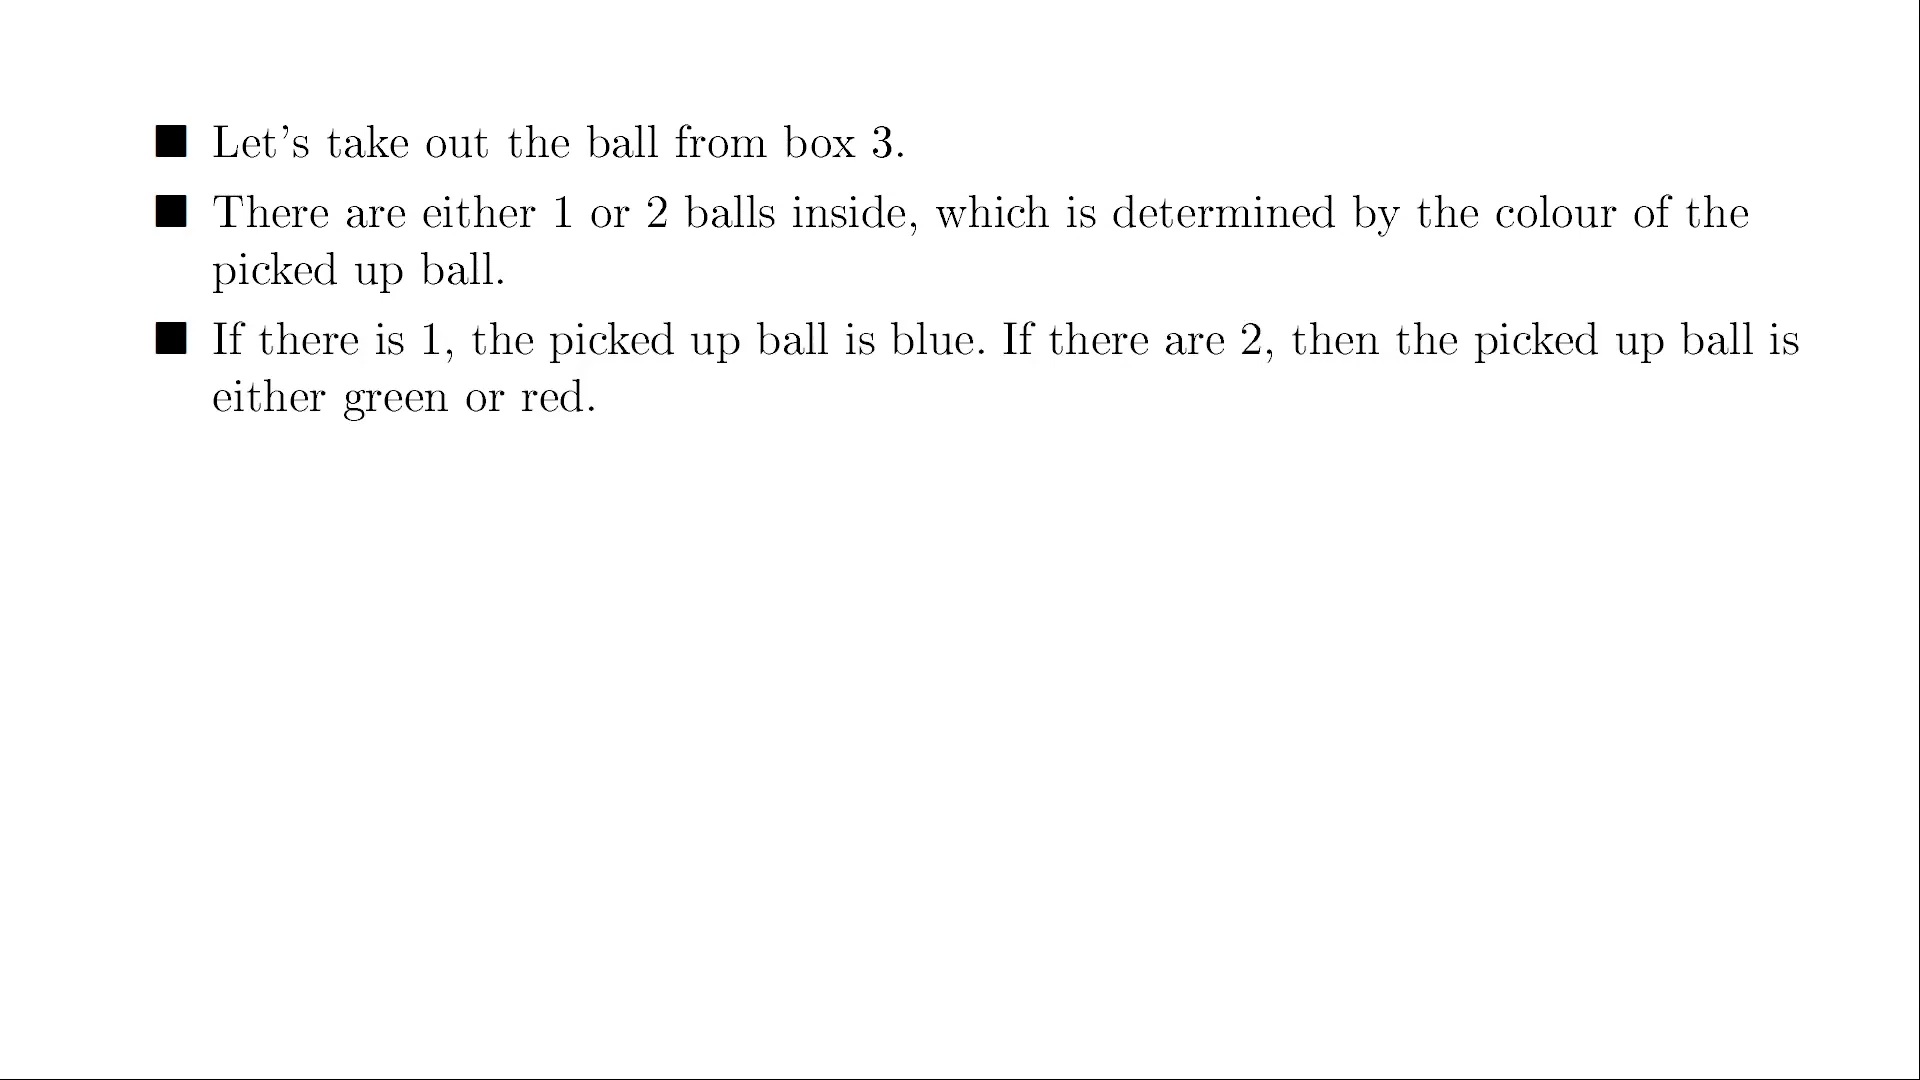 ■ Let's take out the ball from box 3.
■ There are either 1 or 2 balls inside, which is determined by the colour of the
picked up ball.
■ If there is 1, the picked up ball is blue. If there are 2, then the picked up ball is
either green or red.